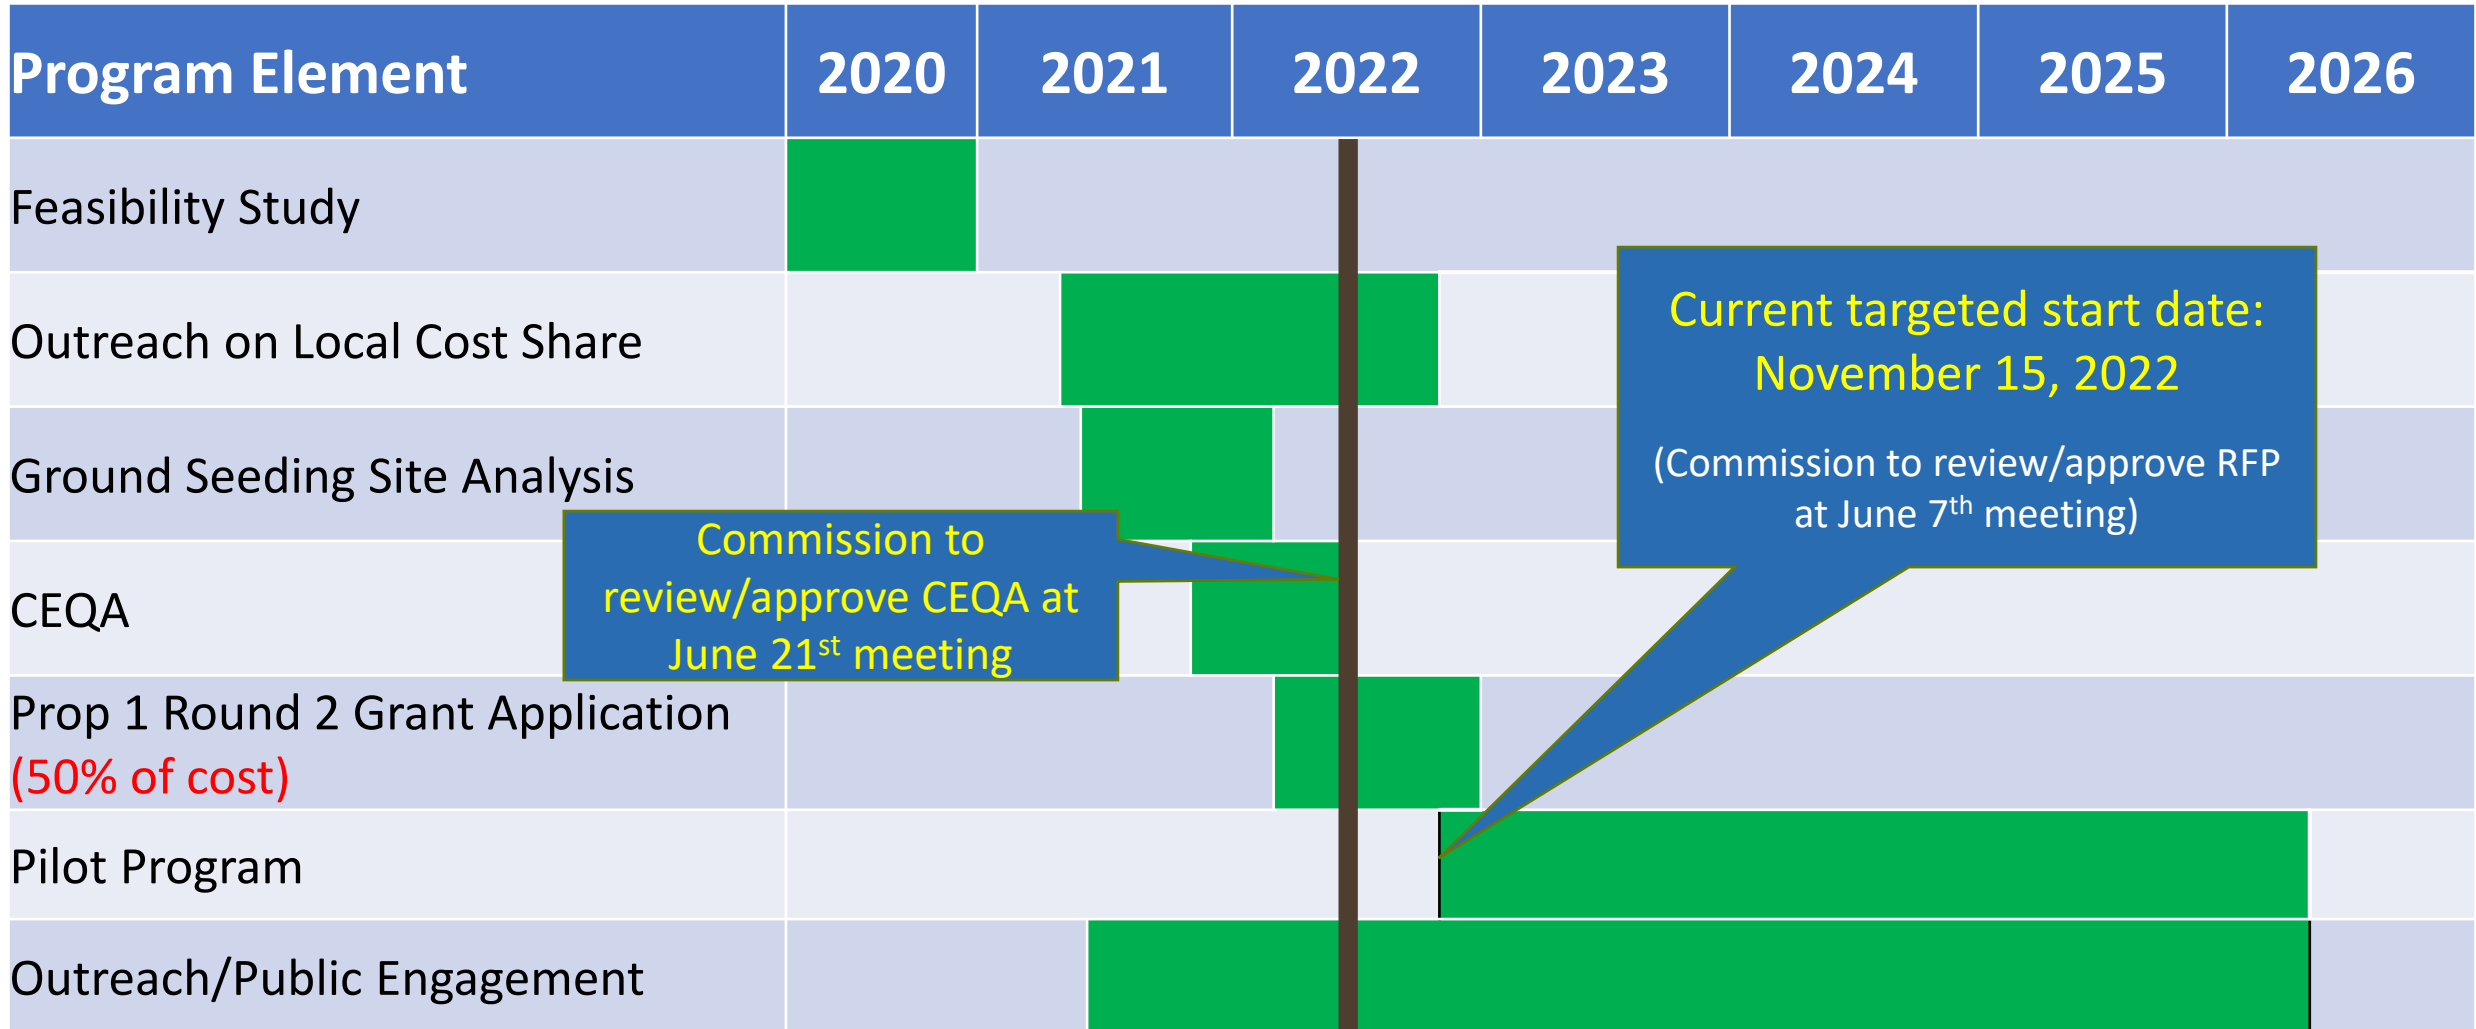 Program Element 2020 2021 2022 2023 2024 2025 2026
Feasibility Study
Outreach on Local Cost Share
Ground Seeding Site Analysis
CEQA
Prop 1 Round 2 Grant Application
(50% of cost)
Pilot Program
Outreach/Public Engagement
Commission to
review/approve CEQA at
June 21st meeting
Current targeted start date:
November 15, 2022
(Commission to review/approve RFP
at June 7th meeting)